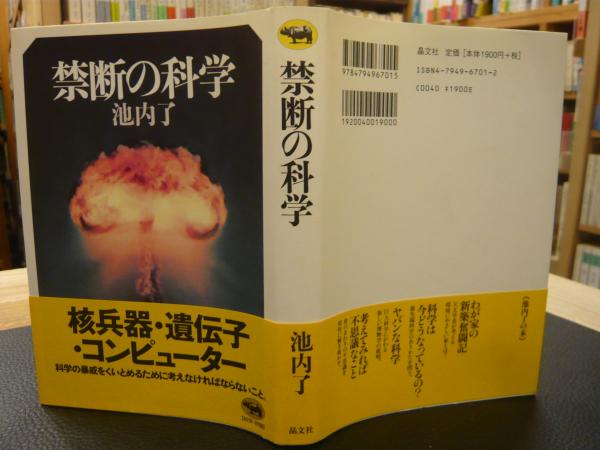 禁断の科学
池内了
核兵器・遺伝子
・コンピューター
科学の暴威をくいとめるために考えなければならないこと。
禁断の科学
池内了
晶文社
9784794967015
1920040019000
晶文社 定価[本体1900円+税]
ISBN4-7949-6701-2
C0040 ¥1900E
《池内了の本》
わが家の
新築奮闘記
科学は
今どうなっているの?
ヤバンな科学
考えてみれば
不思議なこと